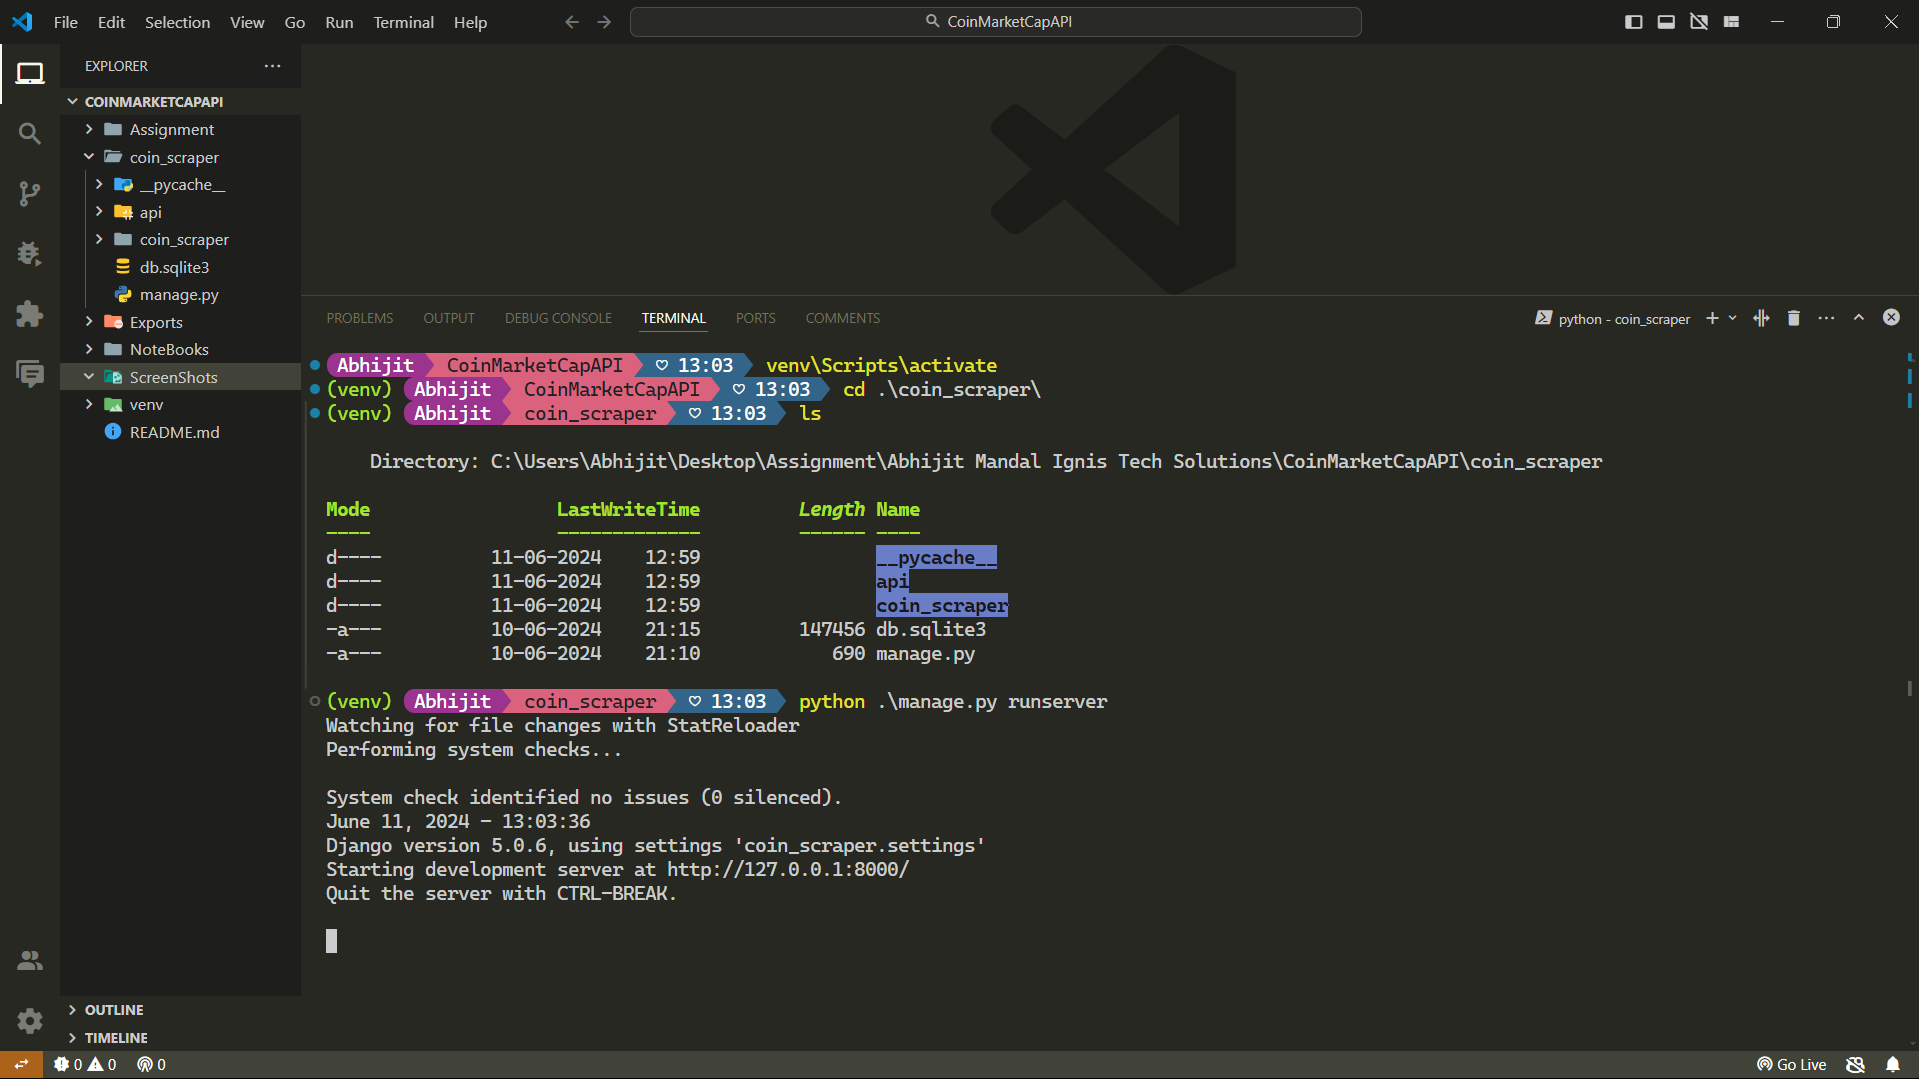 File Edit Selection View Go Run Terminal Help
CoinMarketCapAPI
EXPLORER
COINMARKETCAPAPI
Assignment
coin_scraper
__pycache__
api
coin_scraper
db.sqlite3
manage.py
Exports
NoteBooks
ScreenShots
venv
README.md
OUTLINE
TIMELINE
PROBLEMS OUTPUT DEBUG CONSOLE TERMINAL PORTS COMMENTS
python - coin_scraper
Abhijit CoinMarketCapAPI ♡ 13:03 venv\Scripts\activate
(venv) Abhijit CoinMarketCapAPI ♡ 13:03 cd .\coin_scraper\
(venv) Abhijit coin_scraper ♡ 13:03 ls
Directory: C:\Users\Abhijit\Desktop\Assignment\Abhijit Mandal Ignis Tech Solutions\CoinMarketCapAPI\coin_scraper
Mode LastWriteTime Length Name
---- ------------- ------ ----
d---- 11-06-2024 12:59 __pycache__
d---- 11-06-2024 12:59 api
d---- 11-06-2024 12:59 coin_scraper
-a--- 10-06-2024 21:15 147456 db.sqlite3
-a--- 10-06-2024 21:10 690 manage.py
(venv) Abhijit coin_scraper ♡ 13:03 python .\manage.py runserver
Watching for file changes with StatReloader
Performing system checks...
System check identified no issues (0 silenced).
June 11, 2024 - 13:03:36
Django version 5.0.6, using settings 'coin_scraper.settings'
Starting development server at http://127.0.0.1:8000/
Quit the server with CTRL-BREAK.
0 0 0
Go Live